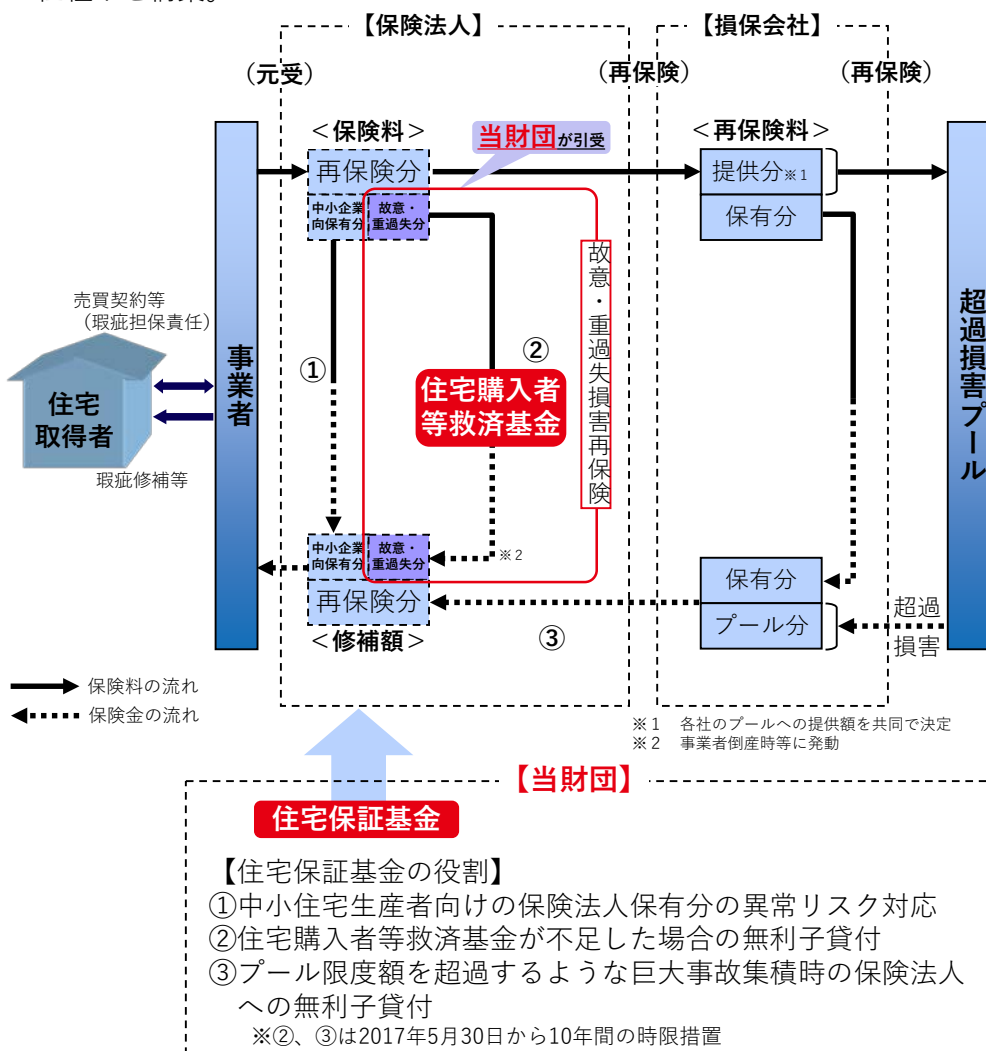 【保険法人】
【損保会社】
（元受）
（再保険）
（再保険）
＜保険料＞
当財団が引受
＜再保険料＞
再保険分
提供分※1
中小企業
向保有分
故意・
重過失分
保有分
売買契約等
（瑕疵担保責任）
住宅
取得者
瑕疵修補等
事業者
①
②
住宅購入者
等救済基金
故意・重過失損害再保険
超過損害プール
中小企業
向保有分
故意・
重過失分
※2
再保険分
＜修補額＞
③
保有分
プール分
超過
損害
保険料の流れ
保険金の流れ
※1　各社のプールへの提供額を共同で決定
※2　事業者倒産時等に発動
【当財団】
住宅保証基金
【住宅保証基金の役割】
①中小住宅生産者向けの保険法人保有分の異常リスク対応
②住宅購入者等救済基金が不足した場合の無利子貸付
③プール限度額を超過するような巨大事故集積時の保険法人
への無利子貸付
※②、③は2017年5月30日から10年間の時限措置